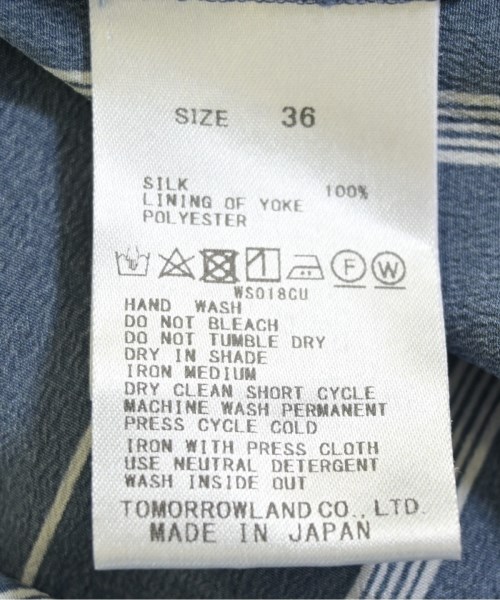 SIZE 36
SILK 100%
LINING OF YOKE
POLYESTER
F W
WS018CU
HAND WASH
DO NOT BLEACH
DO NOT TUMBLE DRY
DRY IN SHADE
IRON MEDIUM
DRY CLEAN SHORT CYCLE
MACHINE WASH PERMANENT
PRESS CYCLE COLD
IRON WITH PRESS CLOTH
USE NEUTRAL DETERGENT
WASH INSIDE OUT
TOMORROWLAND CO., LTD.
MADE IN JAPAN